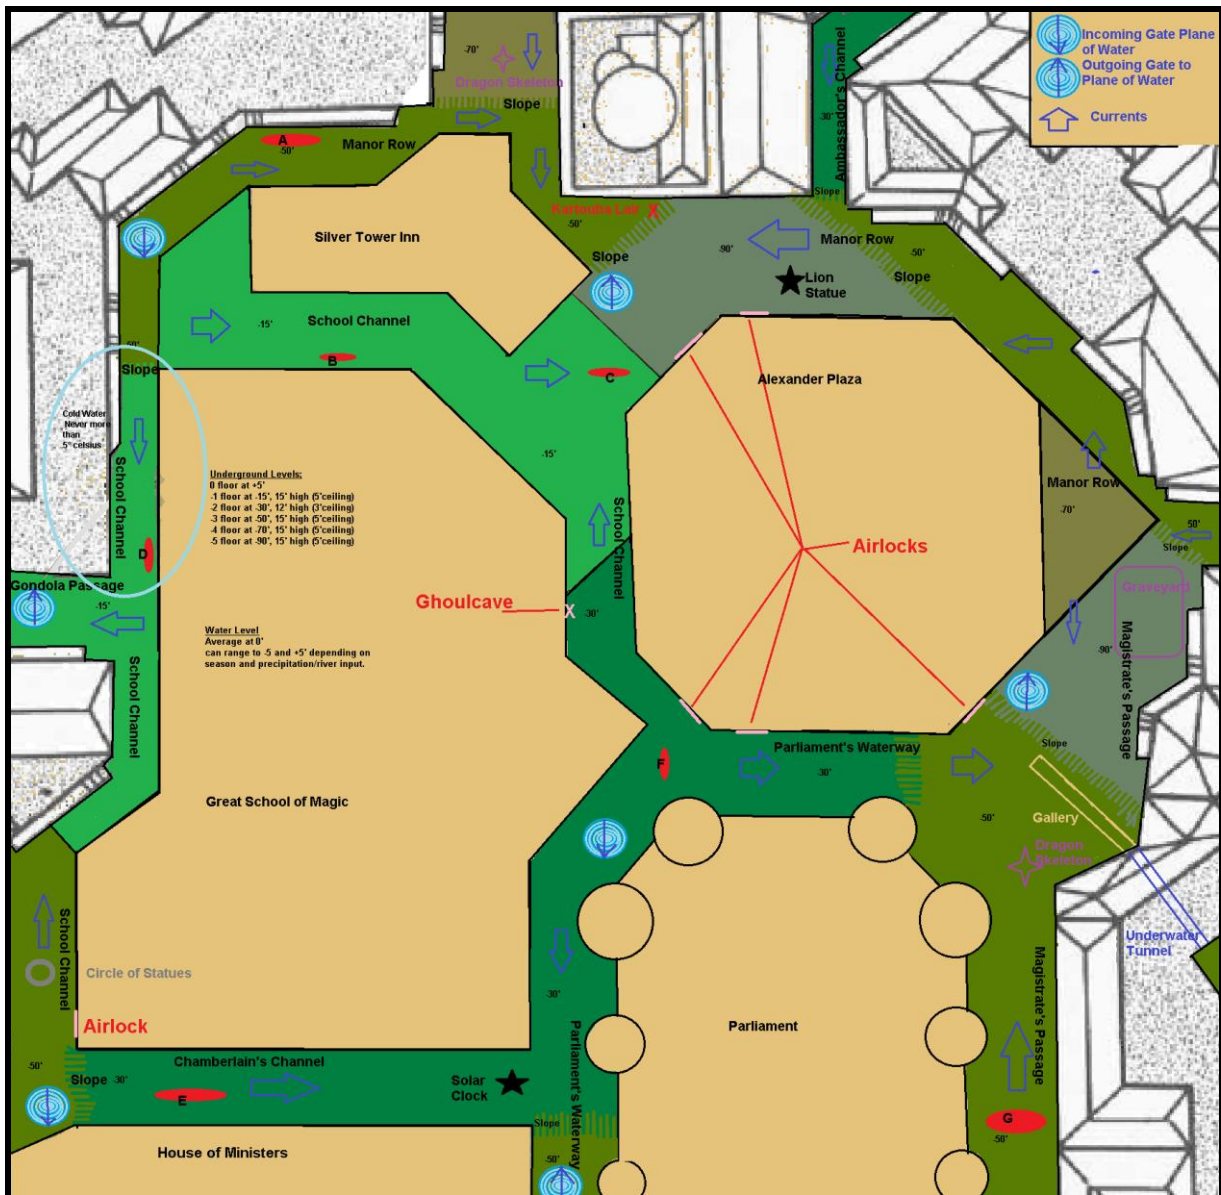 -70'
Dragon Skeleton
Slope
Ambassador's Channel
-30'
Incoming Gate Plane
of Water
Outgoing Gate to
Plane of Water
Currents
A
-50'
Manor Row
Slope
Kartouba Lair X
-50'
Silver Tower Inn
Slope
-90'
Manor Row
-50'
Slope
Lion
Statue
-15'
School Channel
B
C
Alexander Plaza
50'
Slope
Cold Water
Never more
than
5° celsius
School Channel
D
Underground Levels:
0 floor at +5'
-1 floor at -15', 15' high (5'ceiling)
-2 floor at -30', 12' high (3'ceiling)
-3 floor at -50', 15' high (5'ceiling)
-4 floor at -70', 15' high (5'ceiling)
-5 floor at -90', 15' high (5'ceiling)
-15'
School Channel
Manor Row
-70'
50'
Slope
Airlocks
Gondola Passage
-15'
Ghoulcave
X
-30'
Graveyard
-90'
Magistrate's Passage
Water Level
Average at 0'
can range to -5 and +5' depending on
season and precipitation/river input.
School Channel
Great School of Magic
F
Parliament's Waterway
-30'
Slope
-50'
Gallery
Dragon
Skeleton
Underwater
Tunnel
School Channel
Circle of Statues
Airlock
-30'
Parliament
Magistrate's Passage
-50'
Slope
-30'
Chamberlain's Channel
E
Solar
Clock
Parliament's Waterway
Slope
-50'
G
-50'
House of Ministers